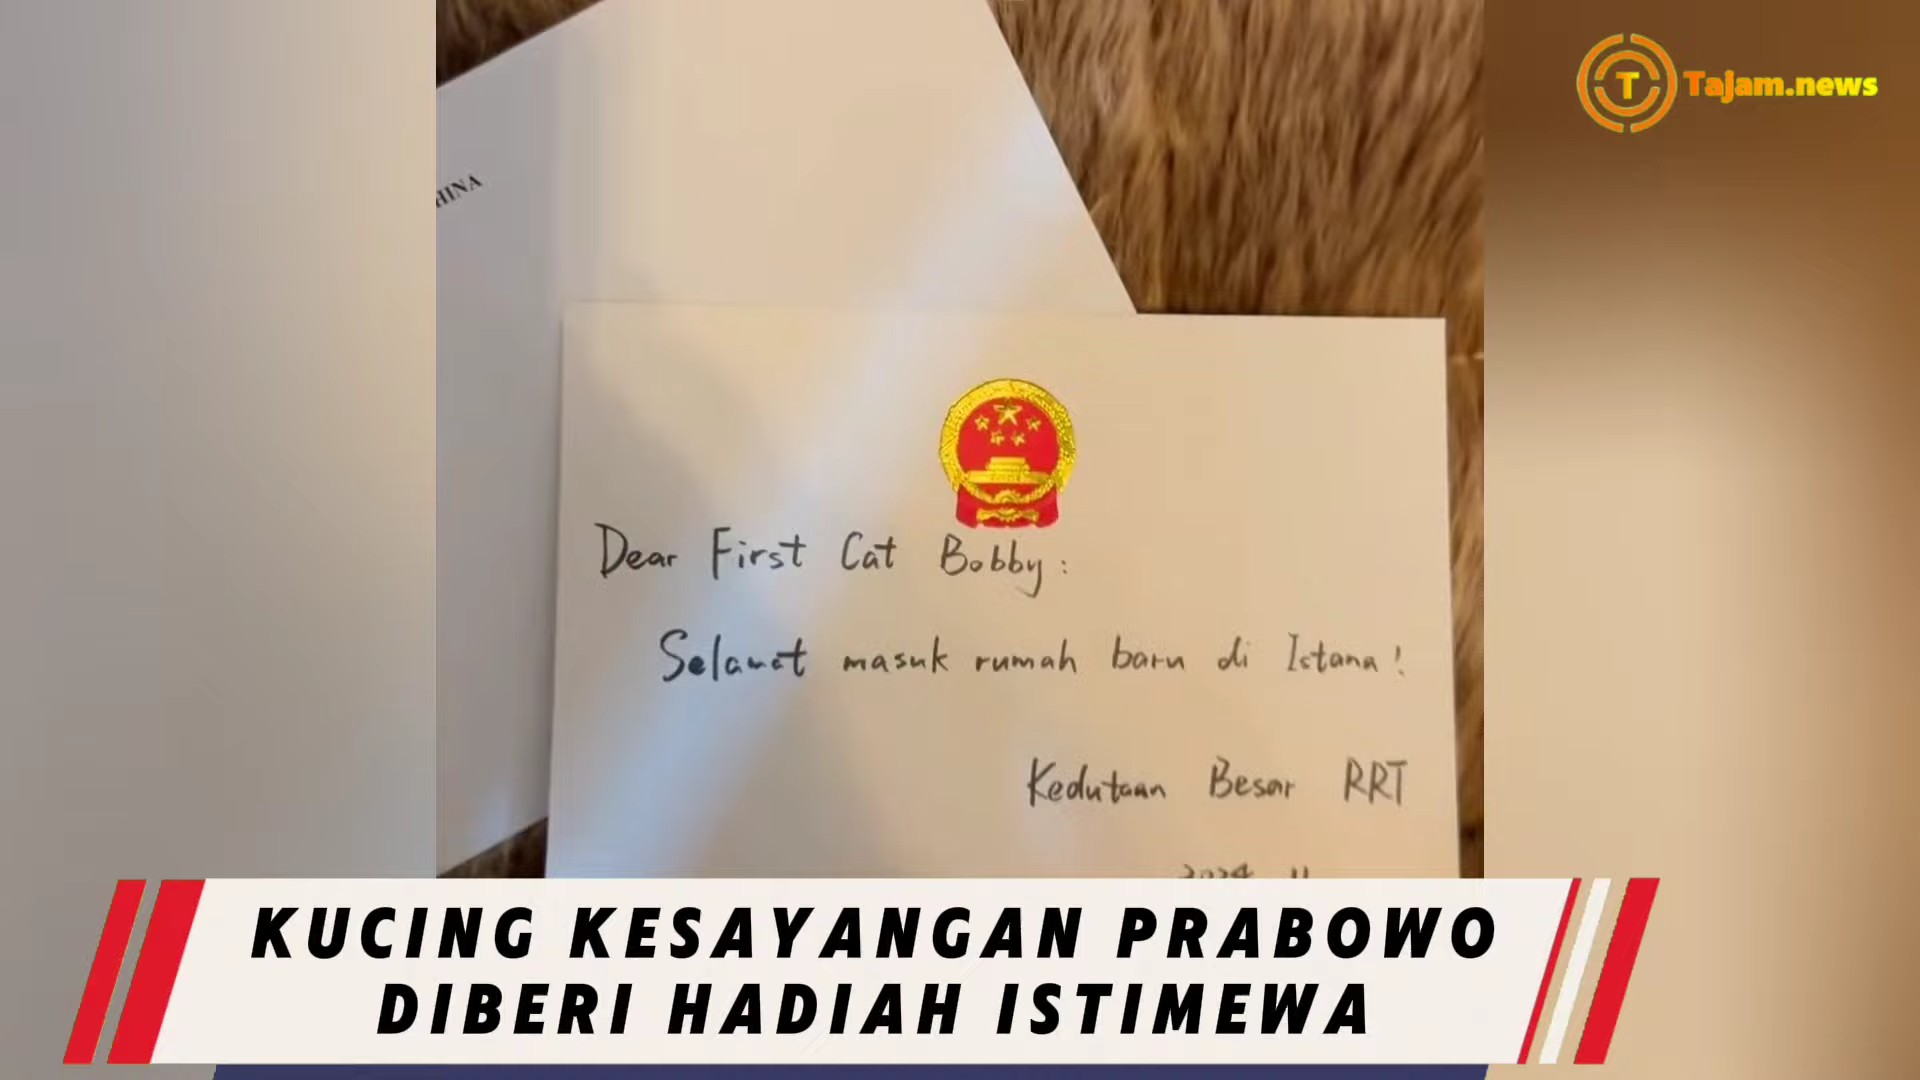 Tajam.news
HINA
Dear First Cat Bobby:
Selamat masuk rumah baru di Istana!
Kedutaan Besar RRT
KUCING KESAYANGAN PRABOWO
DIBERI HADIAH ISTIMEWA